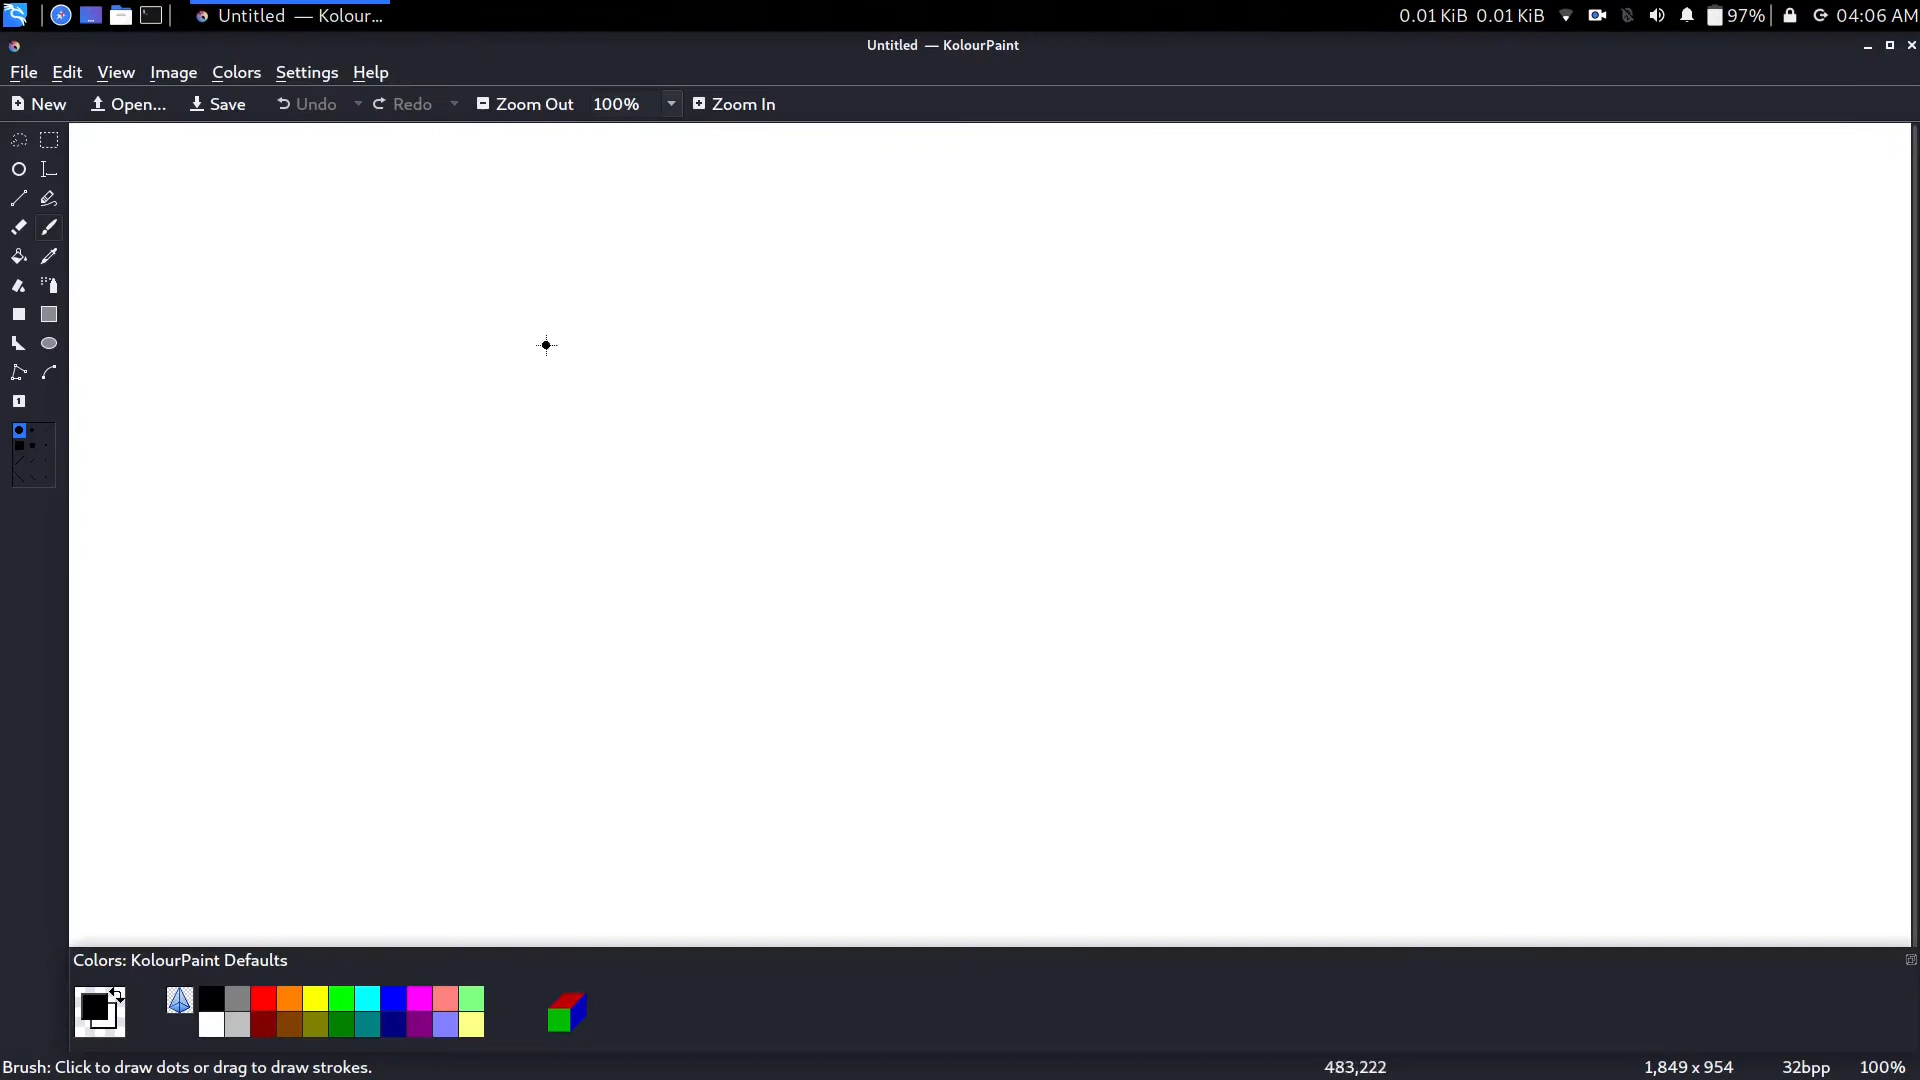 Untitled — Kolour...
0.01 KiB 0.01 KiB 97% 04:06 AM
Untitled — KolourPaint
File Edit View Image Colors Settings Help
New Open... Save Undo Redo Zoom Out 100% Zoom In
1
Colors: KolourPaint Defaults
Brush: Click to draw dots or drag to draw strokes. 483,222 1,849 x 954 32bpp 100%